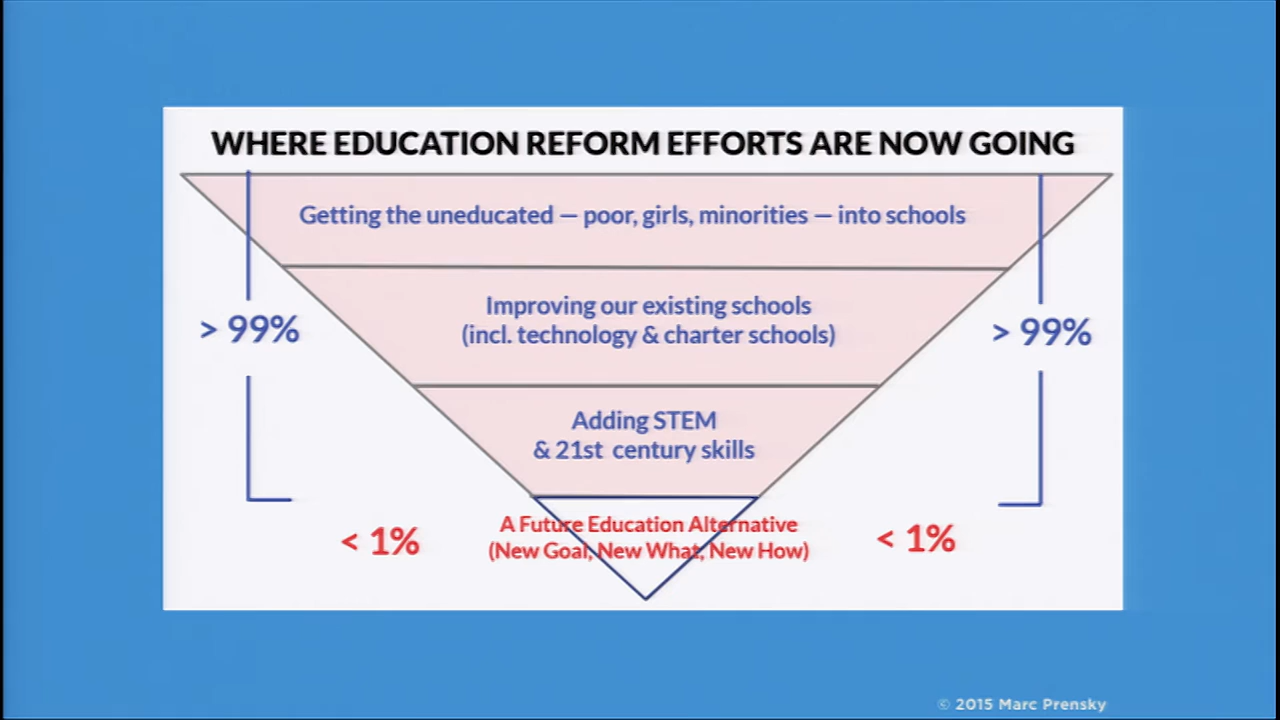 WHERE EDUCATION REFORM EFFORTS ARE NOW GOING
Getting the uneducated — poor, girls, minorities — into schools
Improving our existing schools
(incl. technology & charter schools)
> 99%
> 99%
Adding STEM
& 21st century skills
A Future Education Alternative
(New Goal, New What, New How)
< 1%
< 1%
© 2015 Marc Prensky